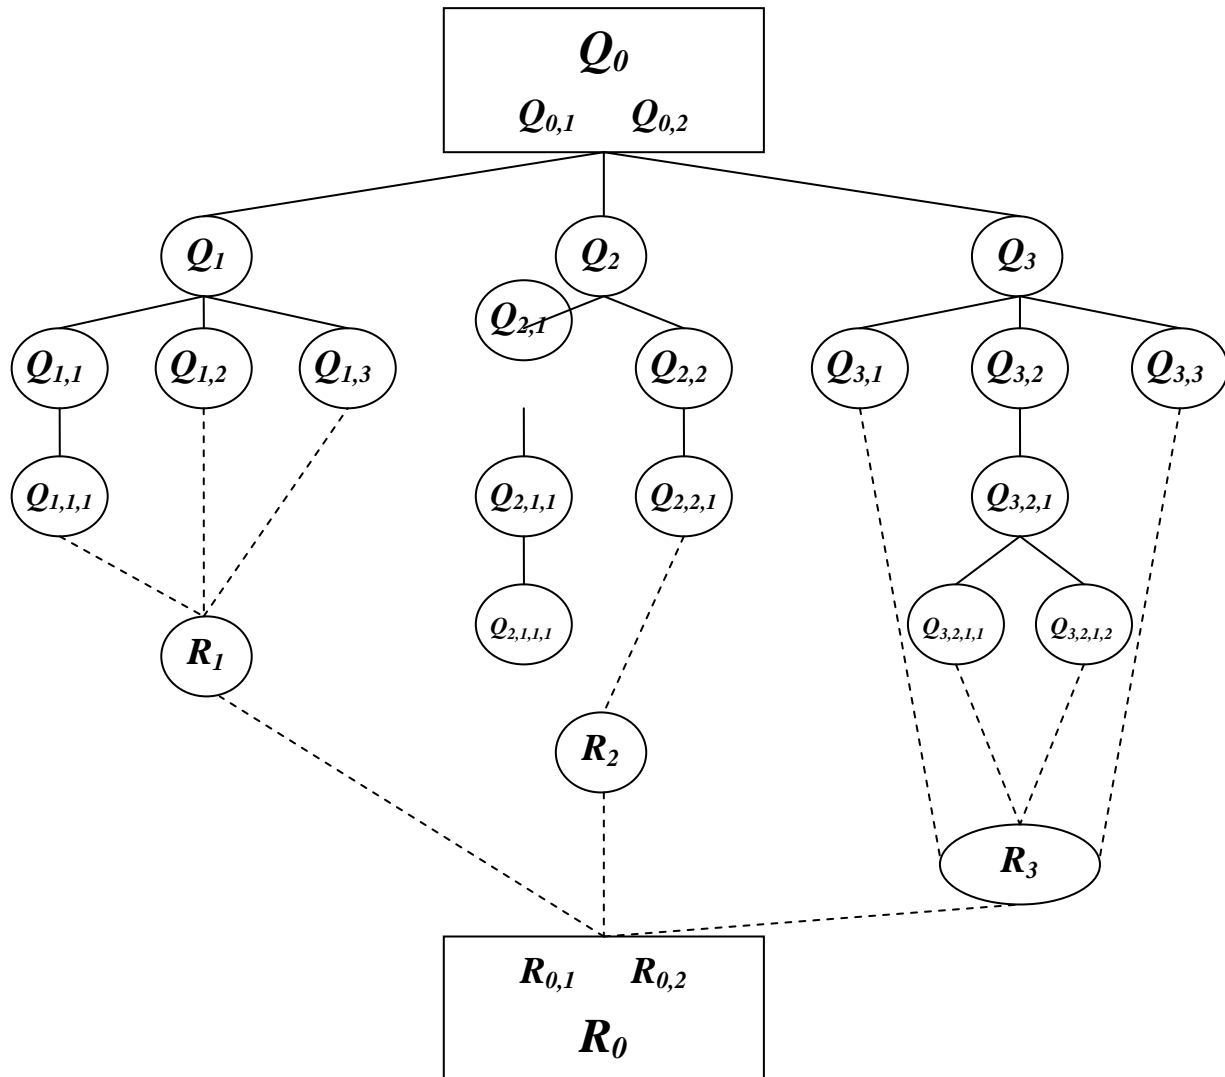 Q0
Q0,1 Q0,2
Q1 Q2 Q3
Q2,1
Q1,1 Q1,2 Q1,3 Q2,2 Q3,1 Q3,2 Q3,3
Q1,1,1 Q2,1,1 Q2,2,1 Q3,2,1
Q2,1,1,1 Q3,2,1,1 Q3,2,1,2
R1
R2
R3
R0,1 R0,2
R0